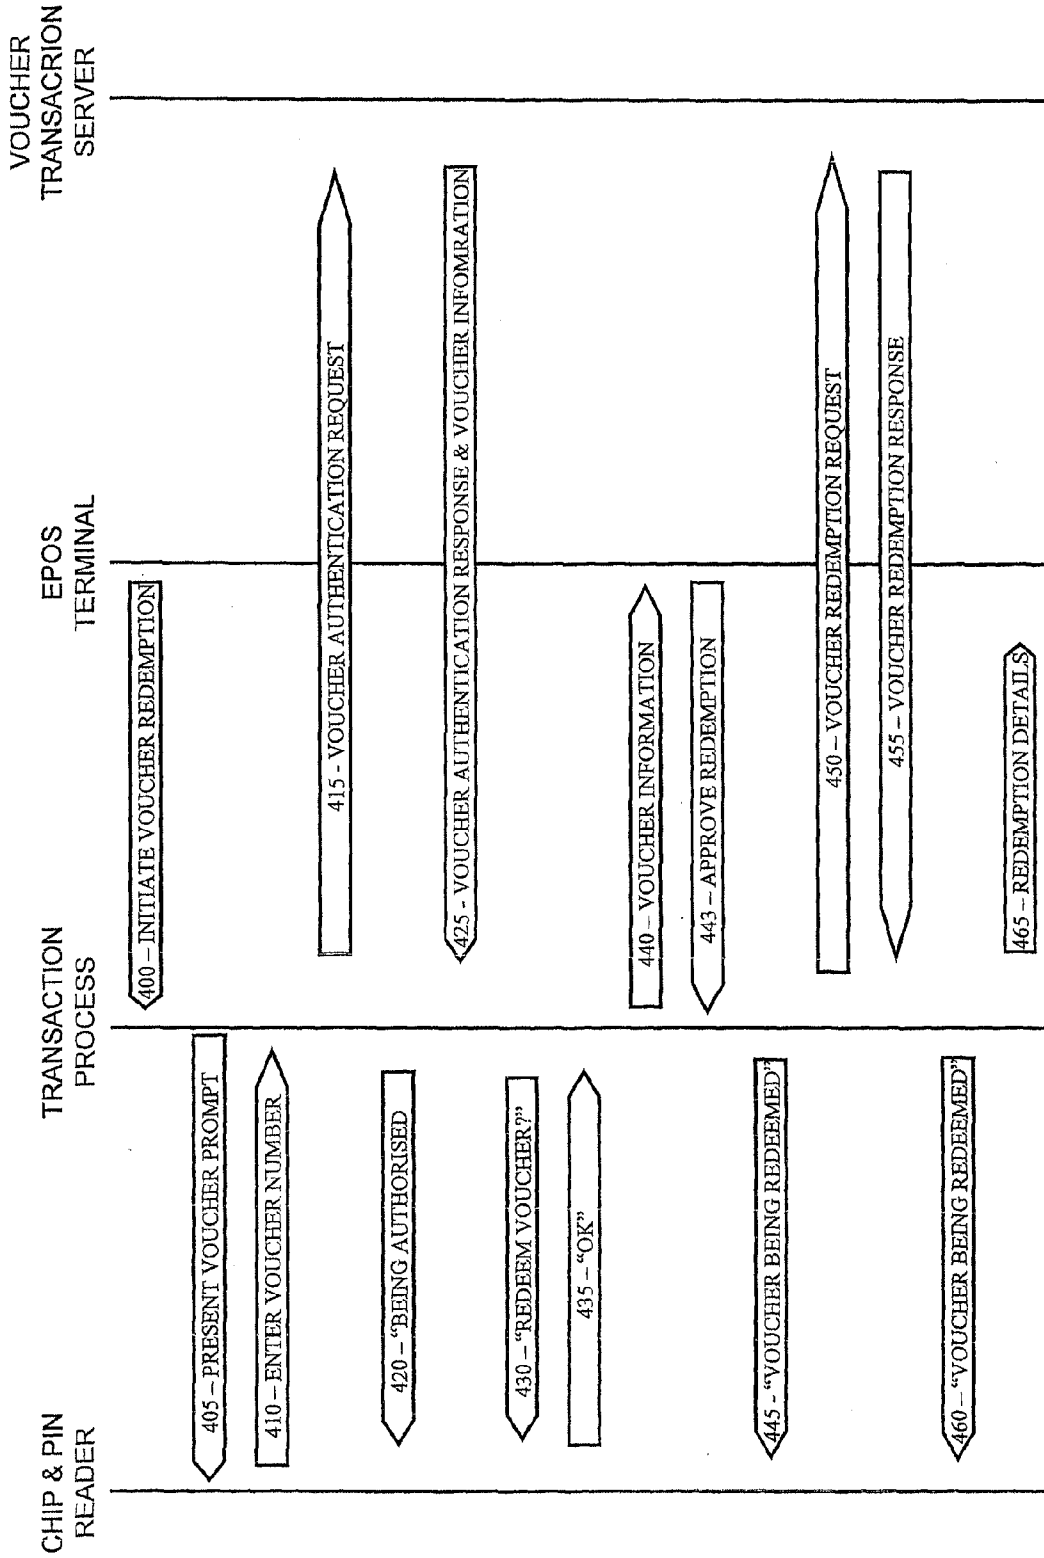 CHIP & PIN
READER
TRANSACTION
PROCESS
EPOS
TERMINAL
VOUCHER
TRANSACRION
SERVER
400 – INITIATE VOUCHER REDEMPTION
405 – PRESENT VOUCHER PROMPT
410 – ENTER VOUCHER NUMBER
415 - VOUCHER AUTHENTICATION REQUEST
420 – “BEING AUTHORISED
425 - VOUCHER AUTHENTICATION RESPONSE & VOUCHER INFOMRATION
430 – “REDEEM VOUCHER?”
435 – “OK”
440 – VOUCHER INFORMATION
443 – APPROVE REDEMPTION
445 - “VOUCHER BEING REDEEMED”
450 – VOUCHER REDEMPTION REQUEST
455 – VOUCHER REDEMPTION RESPONSE
460 – “VOUCHER BEING REDEEMED”
465 – REDEMPTION DETAILS